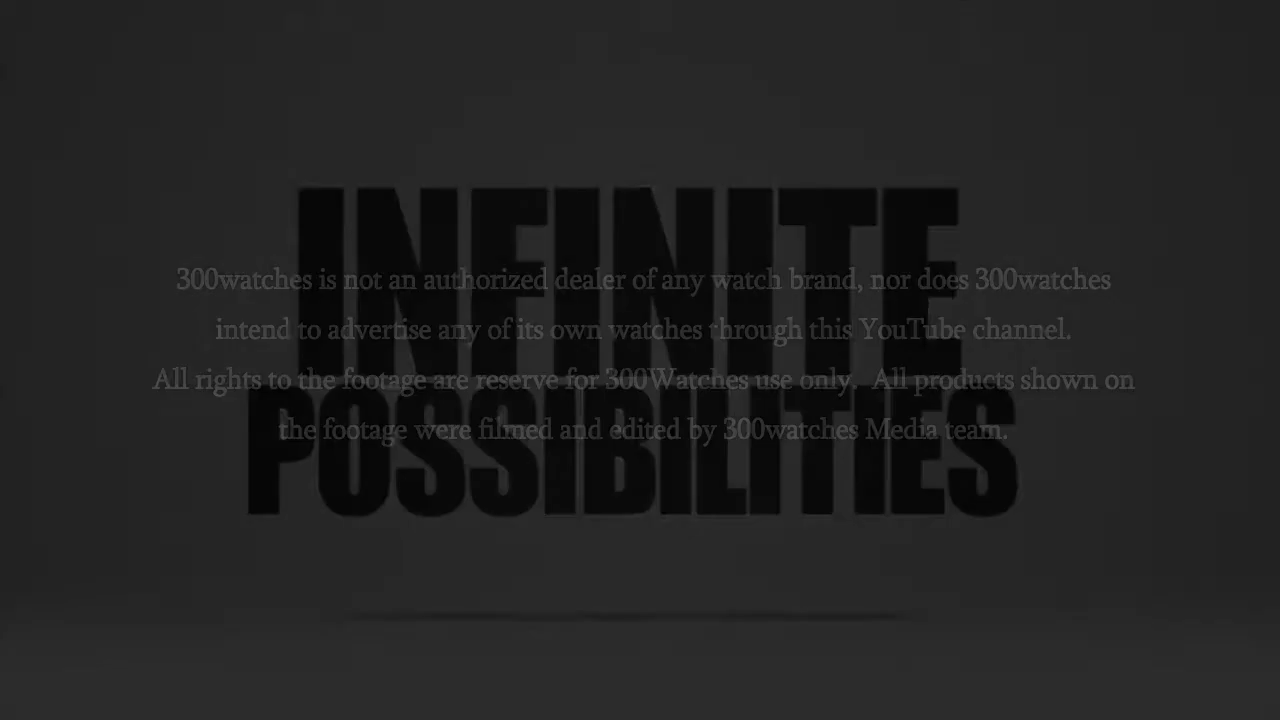 INFINITE
300watches is not an authorized dealer of any watch brand, nor does 300watches
intend to advertise any of its own watches through this YouTube channel.
All rights to the footage are reserve for 300Watches use only.  All products shown on
POSSIBILITIES
the footage were filmed and edited by 300watches Media team.